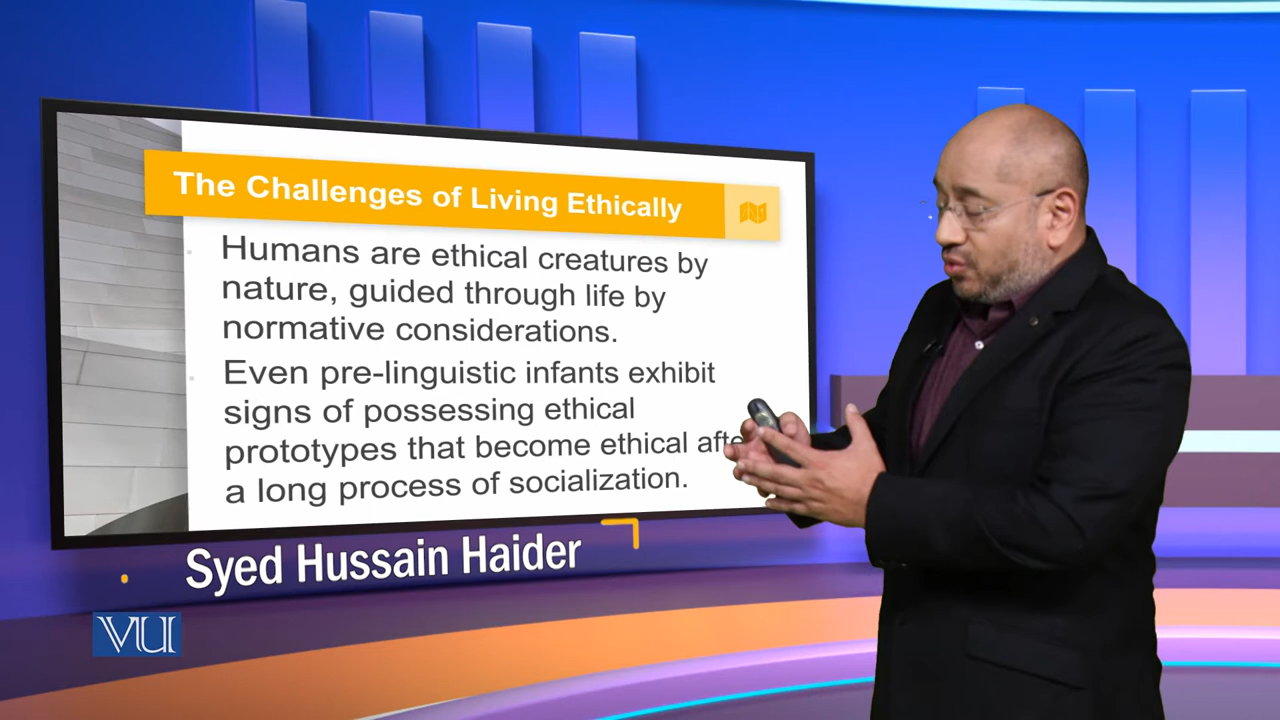 The Challenges of Living Ethically
Humans are ethical creatures by
nature, guided through life by
normative considerations.
Even pre-linguistic infants exhibit
signs of possessing ethical
prototypes that become ethical afte
a long process of socialization.
Syed Hussain Haider
VU